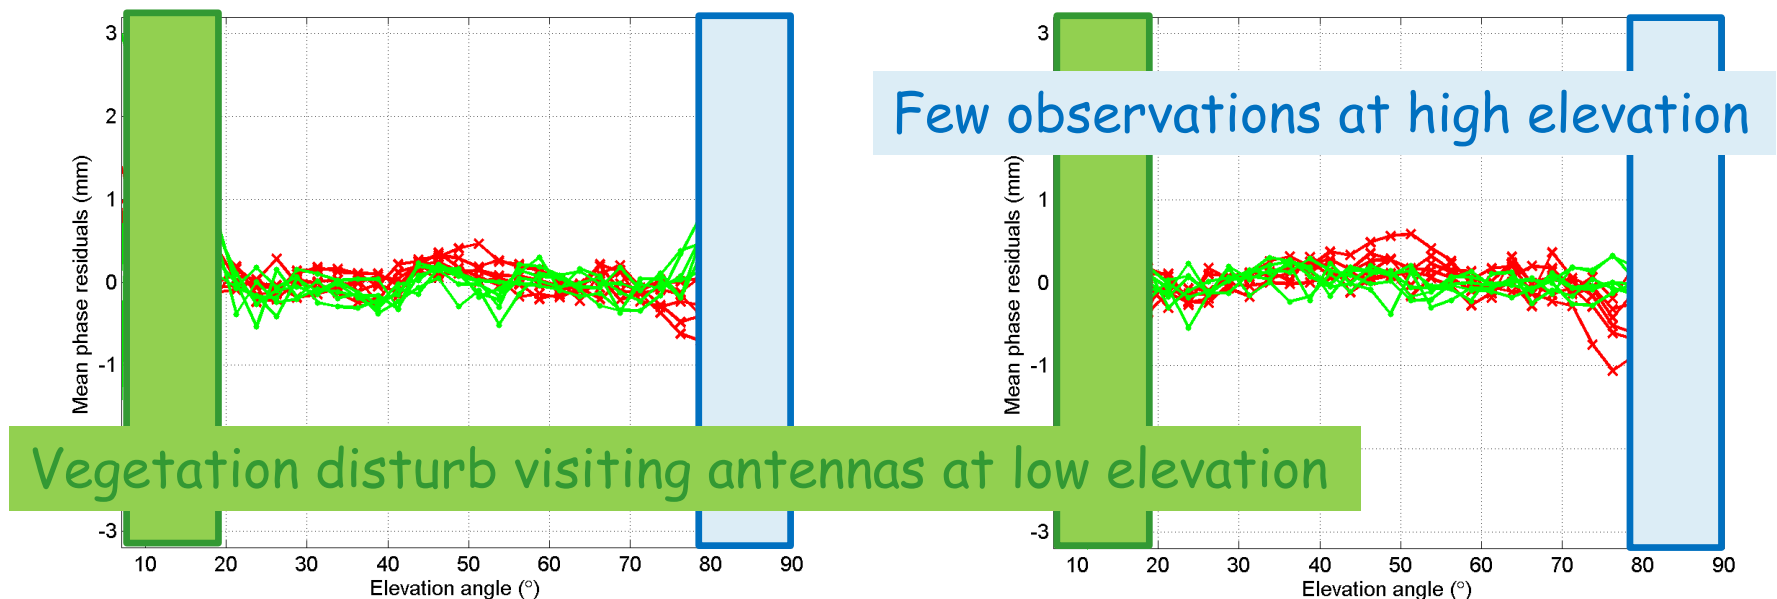 3
2
1
0
-1
-3
Mean phase residuals (mm)
10 20 30 40 50 60 70 80 90
Elevation angle (°)
3
1
0
-1
-3
Mean phase residuals (mm)
10 20 30 40 50 60 70 80 90
Elevation angle (°)
Few observations at high elevation
Vegetation disturb visiting antennas at low elevation